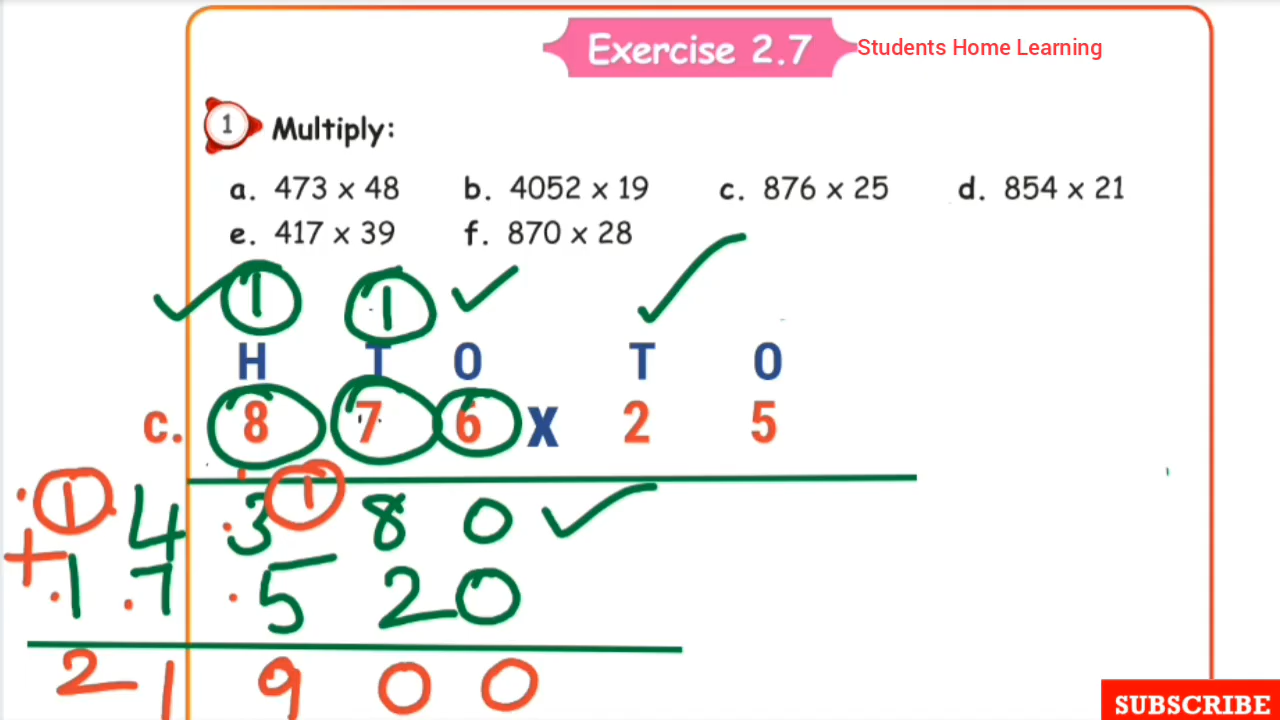 Exercise 2.7
Students Home Learning
1 Multiply:
a. 473 x 48 b. 4052 x 19 c. 876 x 25 d. 854 x 21
e. 417 x 39 f. 870 x 28
1 1
H T O T O
c. 8 7 6 x 2 5
1 4 3 1 8 0
+ 1 7 5 2 0
2 1 9 0 0
SUBSCRIBE